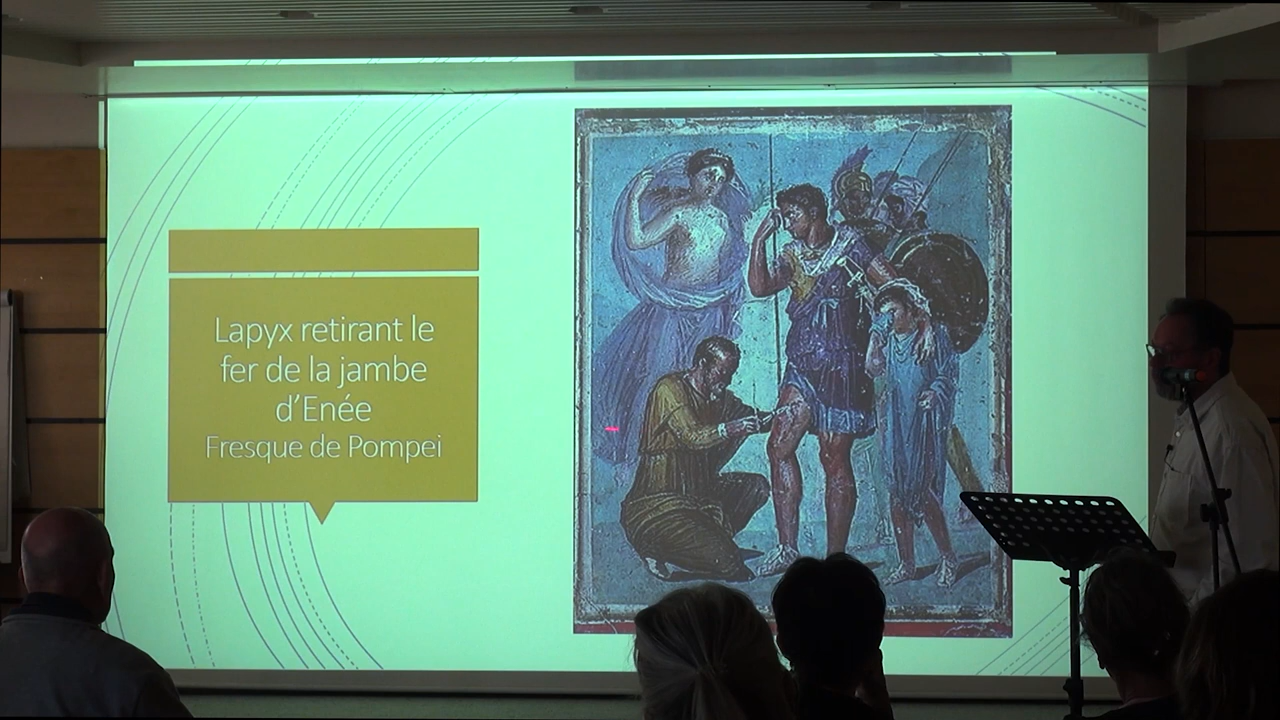 Lapyx retirant le
fer de la jambe
d'Enée
Fresque de Pompei